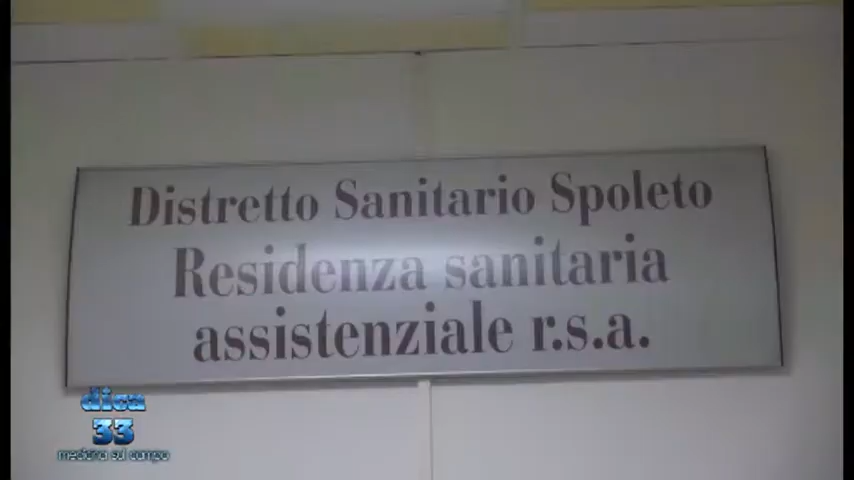 Distretto Sanitario Spoleto
Residenza sanitaria
assistenziale r.s.a.
dica
33
medicina sul campo